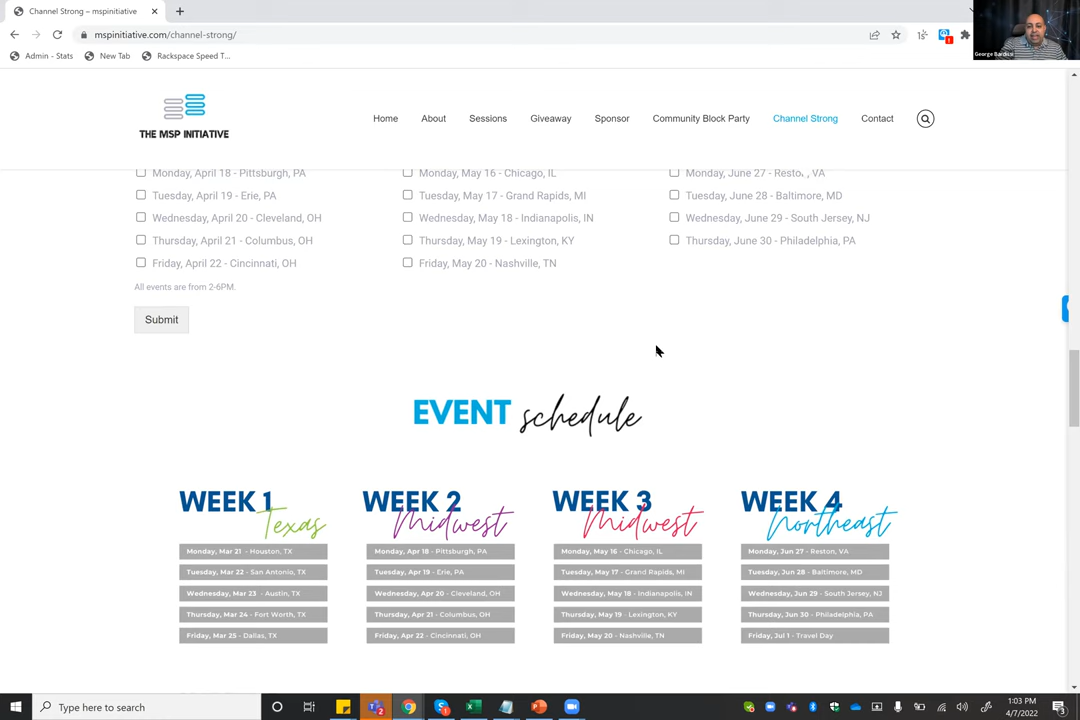 Channel Strong – mspinitiative
mspinitiative.com/channel-strong/
Admin - Stats
New Tab
Rackspace Speed T...
THE MSP INITIATIVE
Home
About
Sessions
Giveaway
Sponsor
Community Block Party
Channel Strong
Contact
Monday, April 18 - Pittsburgh, PA
Monday, May 16 - Chicago, IL
Monday, June 27 - Reston, VA
Tuesday, April 19 - Erie, PA
Tuesday, May 17 - Grand Rapids, MI
Tuesday, June 28 - Baltimore, MD
Wednesday, April 20 - Cleveland, OH
Wednesday, May 18 - Indianapolis, IN
Wednesday, June 29 - South Jersey, NJ
Thursday, April 21 - Columbus, OH
Thursday, May 19 - Lexington, KY
Thursday, June 30 - Philadelphia, PA
Friday, April 22 - Cincinnati, OH
Friday, May 20 - Nashville, TN
All events are from 2-6PM.
Submit
EVENT schedule
WEEK 1
Texas
Monday, Mar 21 - Houston, TX
Tuesday, Mar 22 - San Antonio, TX
Wednesday, Mar 23 - Austin, TX
Thursday, Mar 24 - Fort Worth, TX
Friday, Mar 25 - Dallas, TX
WEEK 2
Midwest
Monday, Apr 18 - Pittsburgh, PA
Tuesday, Apr 19 - Erie, PA
Wednesday, Apr 20 - Cleveland, OH
Thursday, Apr 21 - Columbus, OH
Friday, Apr 22 - Cincinnati, OH
WEEK 3
Midwest
Monday, May 16 - Chicago, IL
Tuesday, May 17 - Grand Rapids, MI
Wednesday, May 18 - Indianapolis, IN
Thursday, May 19 - Lexington, KY
Friday, May 20 - Nashville, TN
WEEK 4
Northeast
Monday, Jun 27 - Reston, VA
Tuesday, Jun 28 - Baltimore, MD
Wednesday, Jun 29 - South Jersey, NJ
Thursday, Jun 30 - Philadelphia, PA
Friday, Jul 1 - Travel Day
Type here to search
1:03 PM
4/7/2022